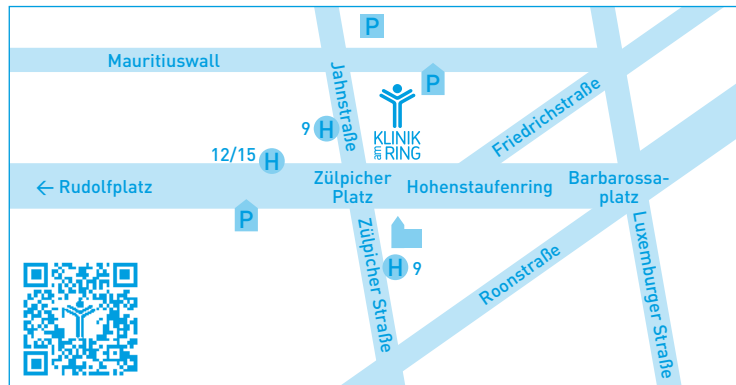 P
Mauritiuswall
Jahnstraße
P
Friedrichstraße
9 H
KLINIK
am RING
12/15
H
← Rudolfplatz
Zülpicher
Platz
Hohenstaufenring
Barbarossa-
platz
P
Zülpicher Straße
H 9
Roonstraße
Luxemburger Straße